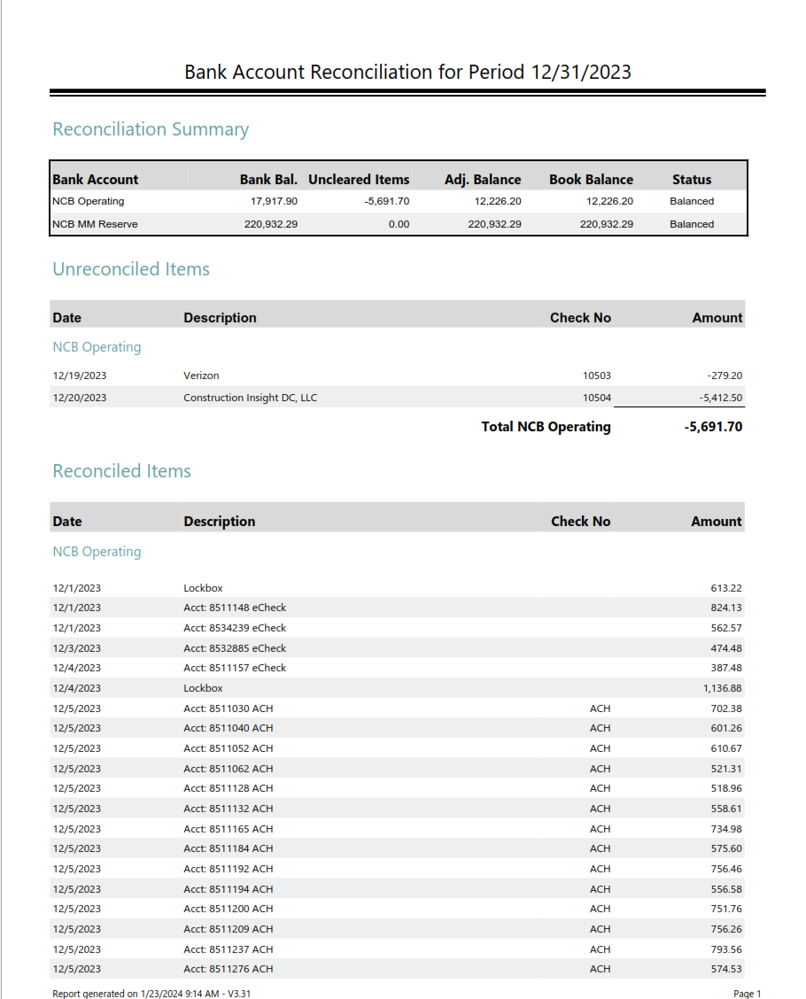 Bank Account Reconciliation for Period 12/31/2023
Reconciliation Summary
Bank Account Bank Bal. Uncleared Items Adj. Balance Book Balance Status
NCB Operating 17,917.90 -5,691.70 12,226.20 12,226.20 Balanced
NCB MM Reserve 220,932.29 0.00 220,932.29 220,932.29 Balanced
Unreconciled Items
Date Description Check No Amount
NCB Operating
12/19/2023 Verizon 10503 -279.20
12/20/2023 Construction Insight DC, LLC 10504 -5,412.50
Total NCB Operating -5,691.70
Reconciled Items
Date Description Check No Amount
NCB Operating
12/1/2023 Lockbox 613.22
12/1/2023 Acct: 8511148 eCheck 824.13
12/1/2023 Acct: 8534239 eCheck 562.57
12/3/2023 Acct: 8532885 eCheck 474.48
12/4/2023 Acct: 8511157 eCheck 387.48
12/4/2023 Lockbox 1,136.88
12/5/2023 Acct: 8511030 ACH ACH 702.38
12/5/2023 Acct: 8511040 ACH ACH 601.26
12/5/2023 Acct: 8511052 ACH ACH 610.67
12/5/2023 Acct: 8511062 ACH ACH 521.31
12/5/2023 Acct: 8511128 ACH ACH 518.96
12/5/2023 Acct: 8511132 ACH ACH 558.61
12/5/2023 Acct: 8511165 ACH ACH 734.98
12/5/2023 Acct: 8511184 ACH ACH 575.60
12/5/2023 Acct: 8511192 ACH ACH 756.46
12/5/2023 Acct: 8511194 ACH ACH 556.58
12/5/2023 Acct: 8511200 ACH ACH 751.76
12/5/2023 Acct: 8511209 ACH ACH 756.26
12/5/2023 Acct: 8511237 ACH ACH 793.56
12/5/2023 Acct: 8511276 ACH ACH 574.53
Report generated on 1/23/2024 9:14 AM - V3.31 Page 1